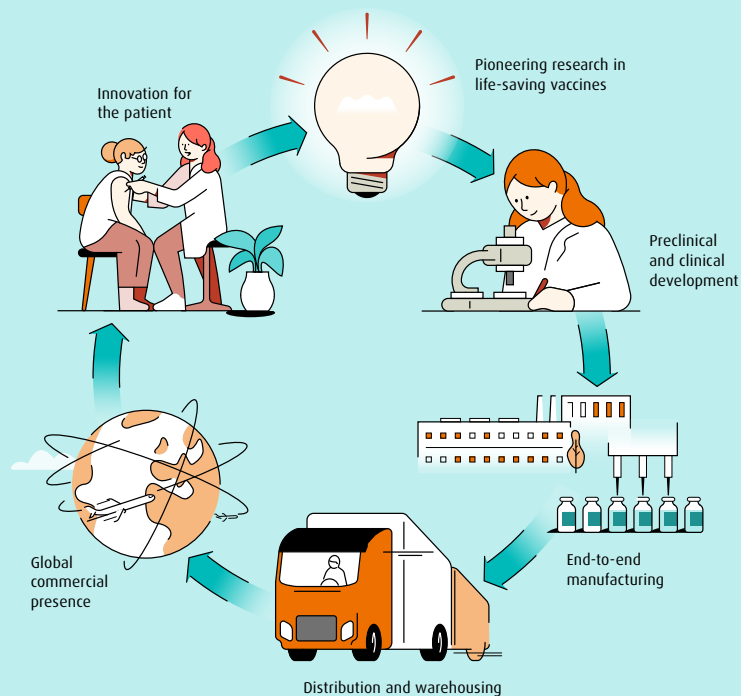 Pioneering research in
life-saving vaccines
Preclinical
and clinical
development
End-to-end
manufacturing
Distribution and warehousing
Global
commercial
presence
Innovation for
the patient